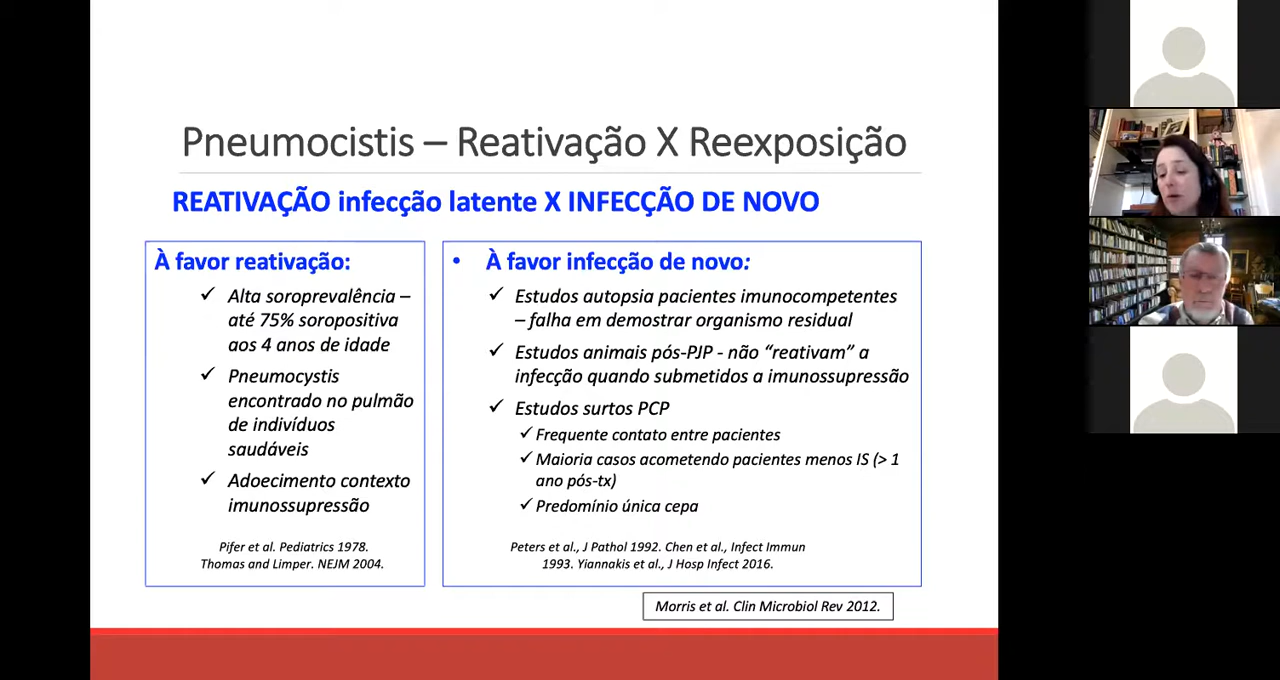 Pneumocistis – Reativação X Reexposição
REATIVAÇÃO infecção latente X INFECÇÃO DE NOVO
À favor reativação:
✓ Alta soroprevalência –
até 75% soropositiva
aos 4 anos de idade
✓ Pneumocystis
encontrado no pulmão
de indivíduos
saudáveis
✓ Adoecimento contexto
imunossupressão
Pifer et al. Pediatrics 1978.
Thomas and Limper. NEJM 2004.
• À favor infecção de novo:
✓ Estudos autopsia pacientes imunocompetentes
– falha em demostrar organismo residual
✓ Estudos animais pós-PJP - não “reativam” a
infecção quando submetidos a imunossupressão
✓ Estudos surtos PCP
✓ Frequente contato entre pacientes
✓ Maioria casos acometendo pacientes menos IS (> 1
ano pós-tx)
✓ Predomínio única cepa
Peters et al., J Pathol 1992. Chen et al., Infect Immun
1993. Yiannakis et al., J Hosp Infect 2016.
Morris et al. Clin Microbiol Rev 2012.